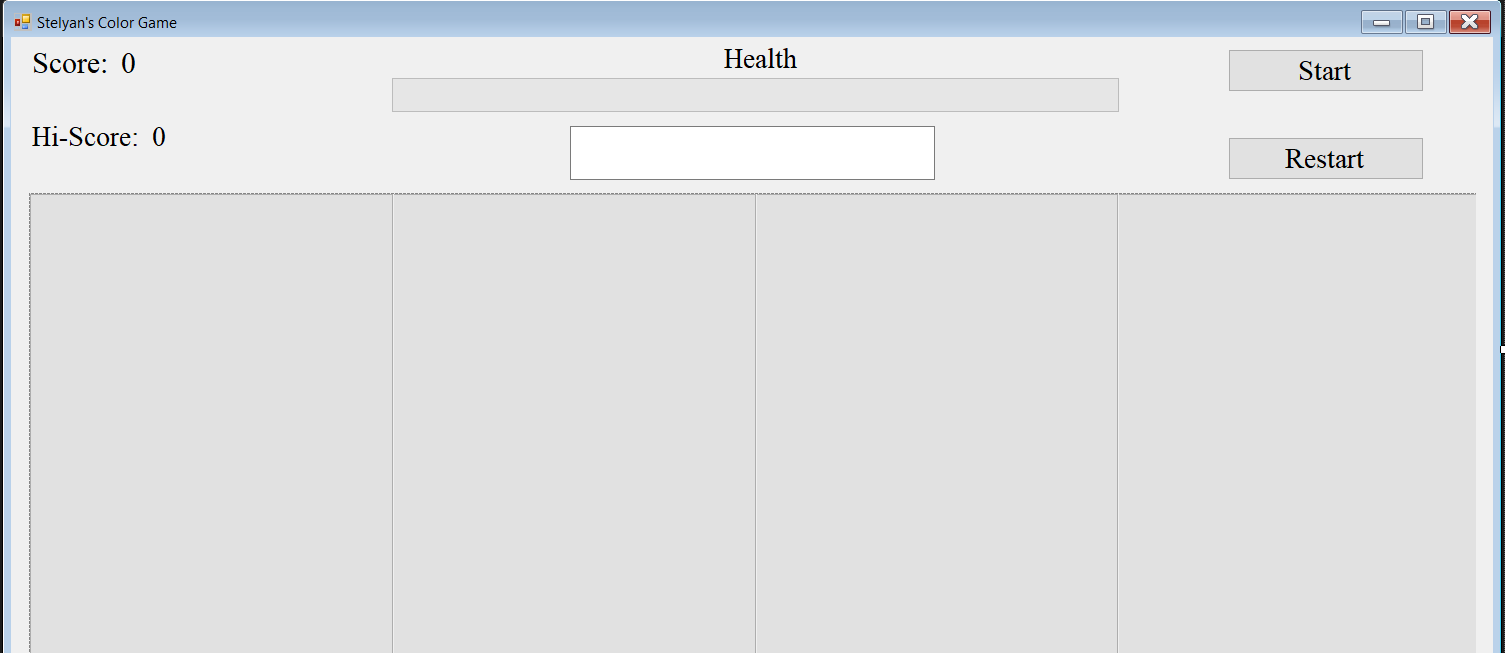 Stelyan's Color Game
Score: 0
Health
Start
Hi-Score: 0
Restart